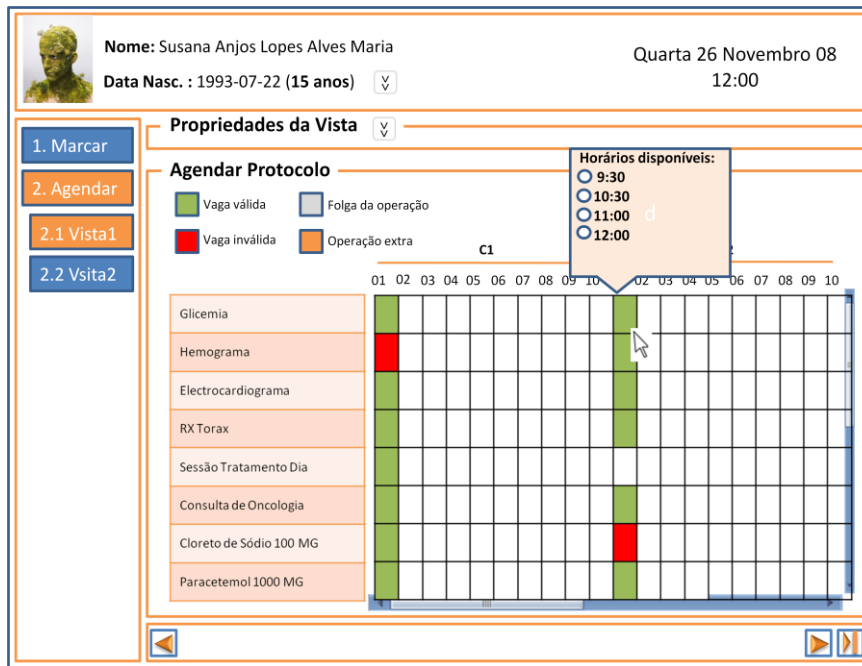 Nome: Susana Anjos Lopes Alves Maria
Data Nasc. : 1993-07-22 (15 anos)
Quarta 26 Novembro 08
12:00
1. Marcar
2. Agendar
2.1 Vista1
2.2 Vsita2
Propriedades da Vista
Agendar Protocolo
Vaga válida
Folga da operação
Vaga inválida
Operação extra
Horários disponíveis:
9:30
10:30
11:00 d
12:00
C1
01 02 03 04 05 06 07 08 09 10 02 03 04 05 06 07 08 09 10
Glicemia
Hemograma
Electrocardiograma
RX Torax
Sessão Tratamento Dia
Consulta de Oncologia
Cloreto de Sódio 100 MG
Paracetemol 1000 MG